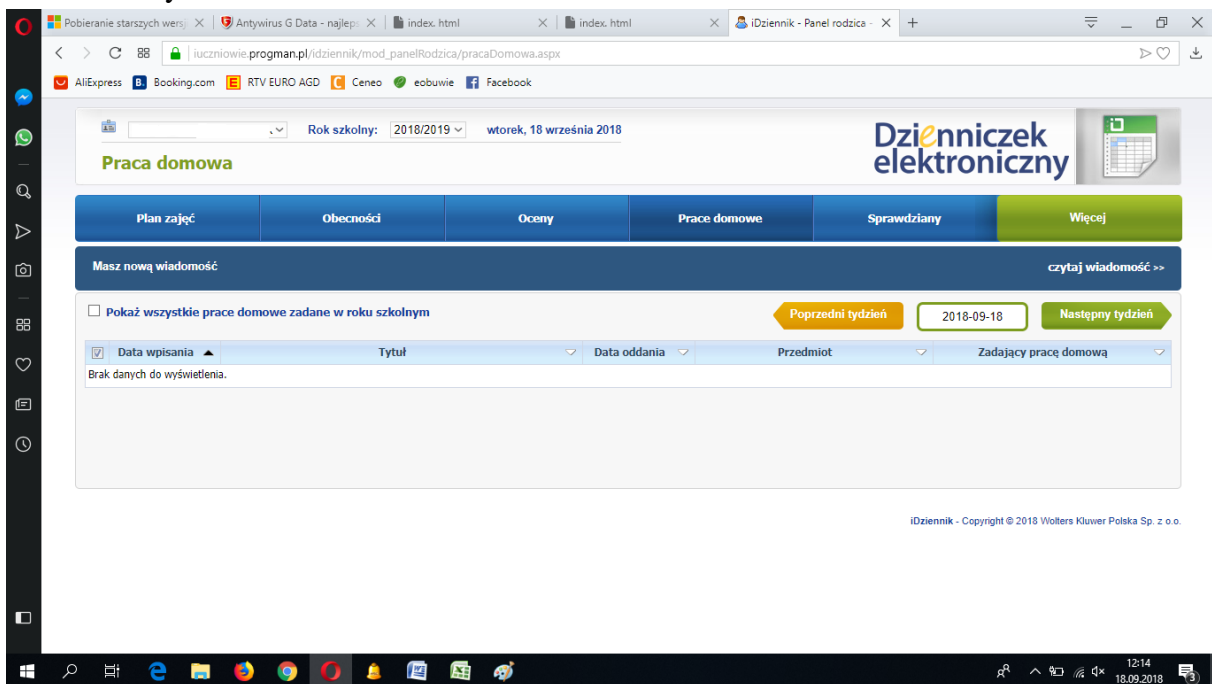 Pobieranie starszych wersj
Antywirus G Data - najleps
index. html
index. html
iDziennik - Panel rodzica -
iuczniowie.progman.pl/idziennik/mod_panelRodzica/pracaDomowa.aspx
AliExpress B. Booking.com E RTV EURO AGD C Ceneo eobuwie f Facebook
Rok szkolny: 2018/2019 wtorek, 18 września 2018
Praca domowa
Dzienniczek
elektroniczny
Plan zajęć Obecności Oceny Prace domowe Sprawdziany Więcej
Masz nową wiadomość czytaj wiadomość >>
Pokaż wszystkie prace domowe zadane w roku szkolnym Poprzedni tydzień 2018-09-18 Następny tydzień
Data wpisania Tytuł Data oddania Przedmiot Zadający pracę domową
Brak danych do wyświetlenia.
iDziennik - Copyright © 2018 Wolters Kluwer Polska Sp. z o.o.
12:14
18.09.2018
3